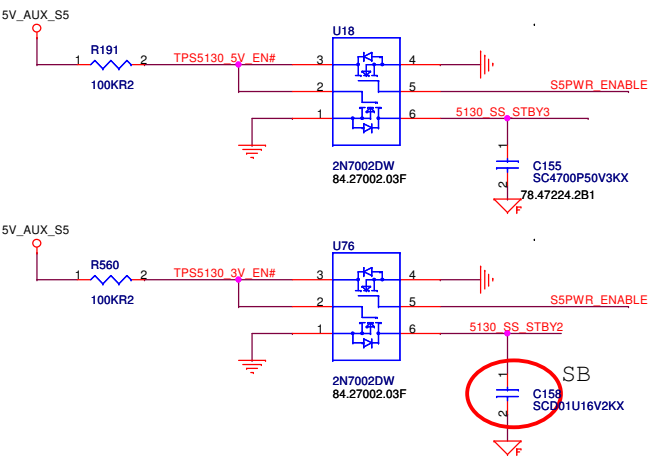 5V_AUX_S5
U18
R191
1 2 TPS5130_5V_EN# 3 4
100KR2
2 5 S5PWR_ENABLE
1 6 5130_SS_STBY3
1
C155
SC4700P50V3KX
2
2N7002DW
84.27002.03F
78.47224.2B1
F
5V_AUX_S5
U76
R560
1 2 TPS5130_3V_EN# 3 4
100KR2
2 5 S5PWR_ENABLE
1 6 5130_SS_STBY2
SB
1
C158
SCD01U16V2KX
2
2N7002DW
84.27002.03F
F